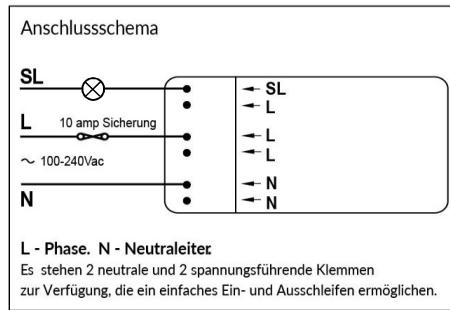 Anschlussschema
SL
SL
L
L 10 amp Sicherung
L
L
~ 100-240Vac
N
N
N
L - Phase. N - Neutraleiter.
Es stehen 2 neutrale und 2 spannungsführende Klemmen
zur Verfügung, die ein einfaches Ein- und Ausschleifen ermöglichen.